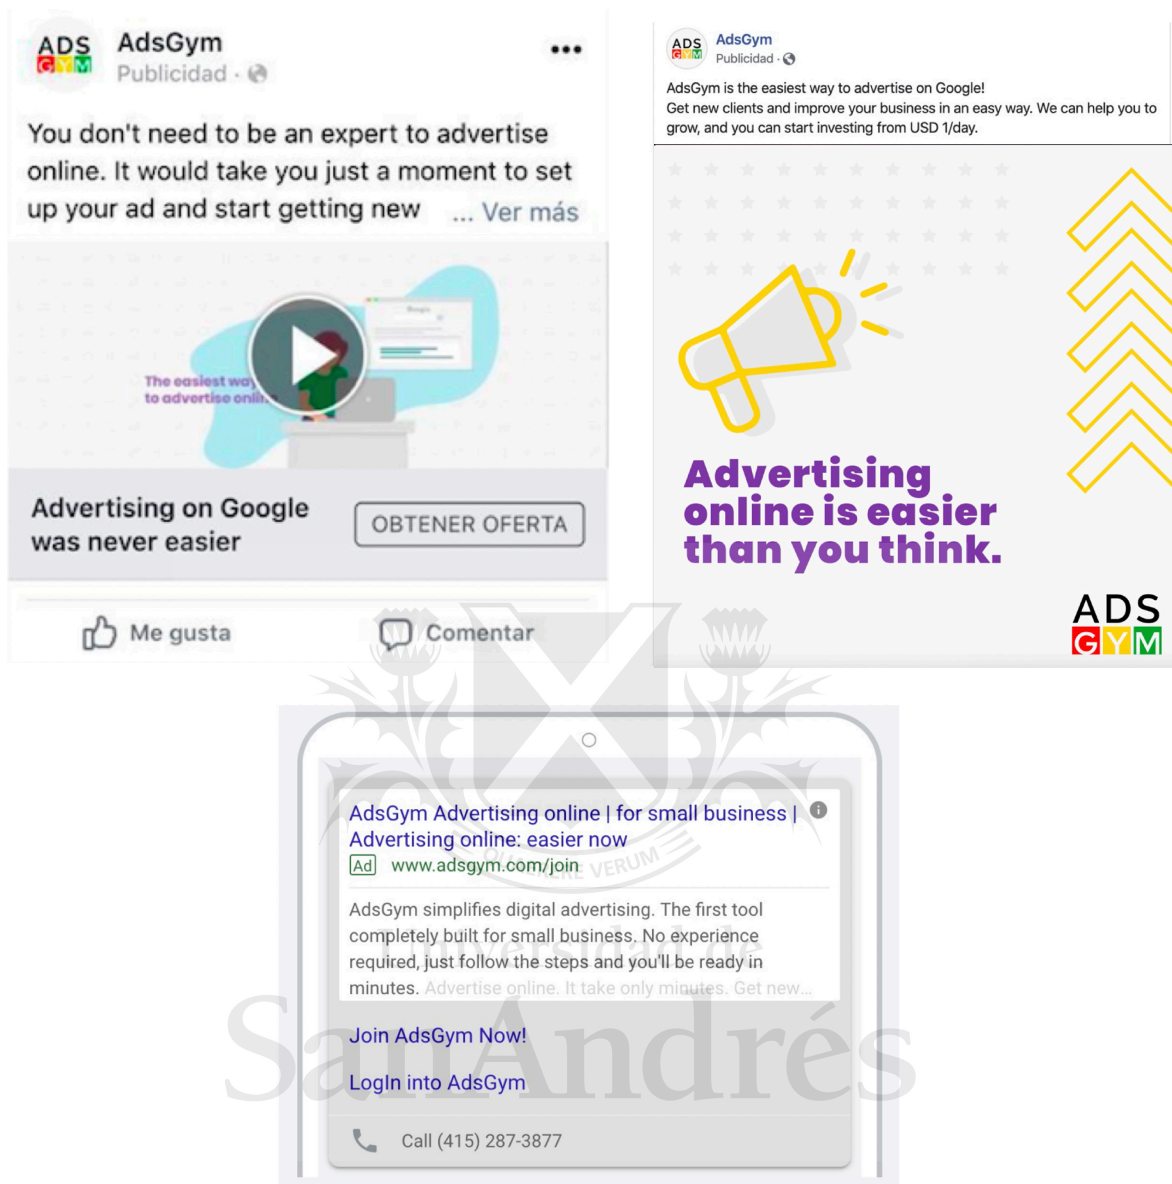 ADS
GYM
AdsGym
Publicidad ·
You don't need to be an expert to advertise
online. It would take you just a moment to set
up your ad and start getting new ... Ver más
Google
The easiest way
to advertise online
Advertising on Google
was never easier
OBTENER OFERTA
Me gusta
Comentar
ADS
GYM
AdsGym
Publicidad ·
AdsGym is the easiest way to advertise on Google!
Get new clients and improve your business in an easy way. We can help you to
grow, and you can start investing from USD 1/day.
Advertising
online is easier
than you think.
ADS
GYM
AdsGym Advertising online | for small business |
Advertising online: easier now
Ad www.adsgym.com/join
QUAERERE VERUM
AdsGym simplifies digital advertising. The first tool
completely built for small business. No experience
required, just follow the steps and you'll be ready in
minutes. Advertise online. It take only minutes. Get new...
Universidad de
SanAndrés
Join AdsGym Now!
LogIn into AdsGym
Call (415) 287-3877